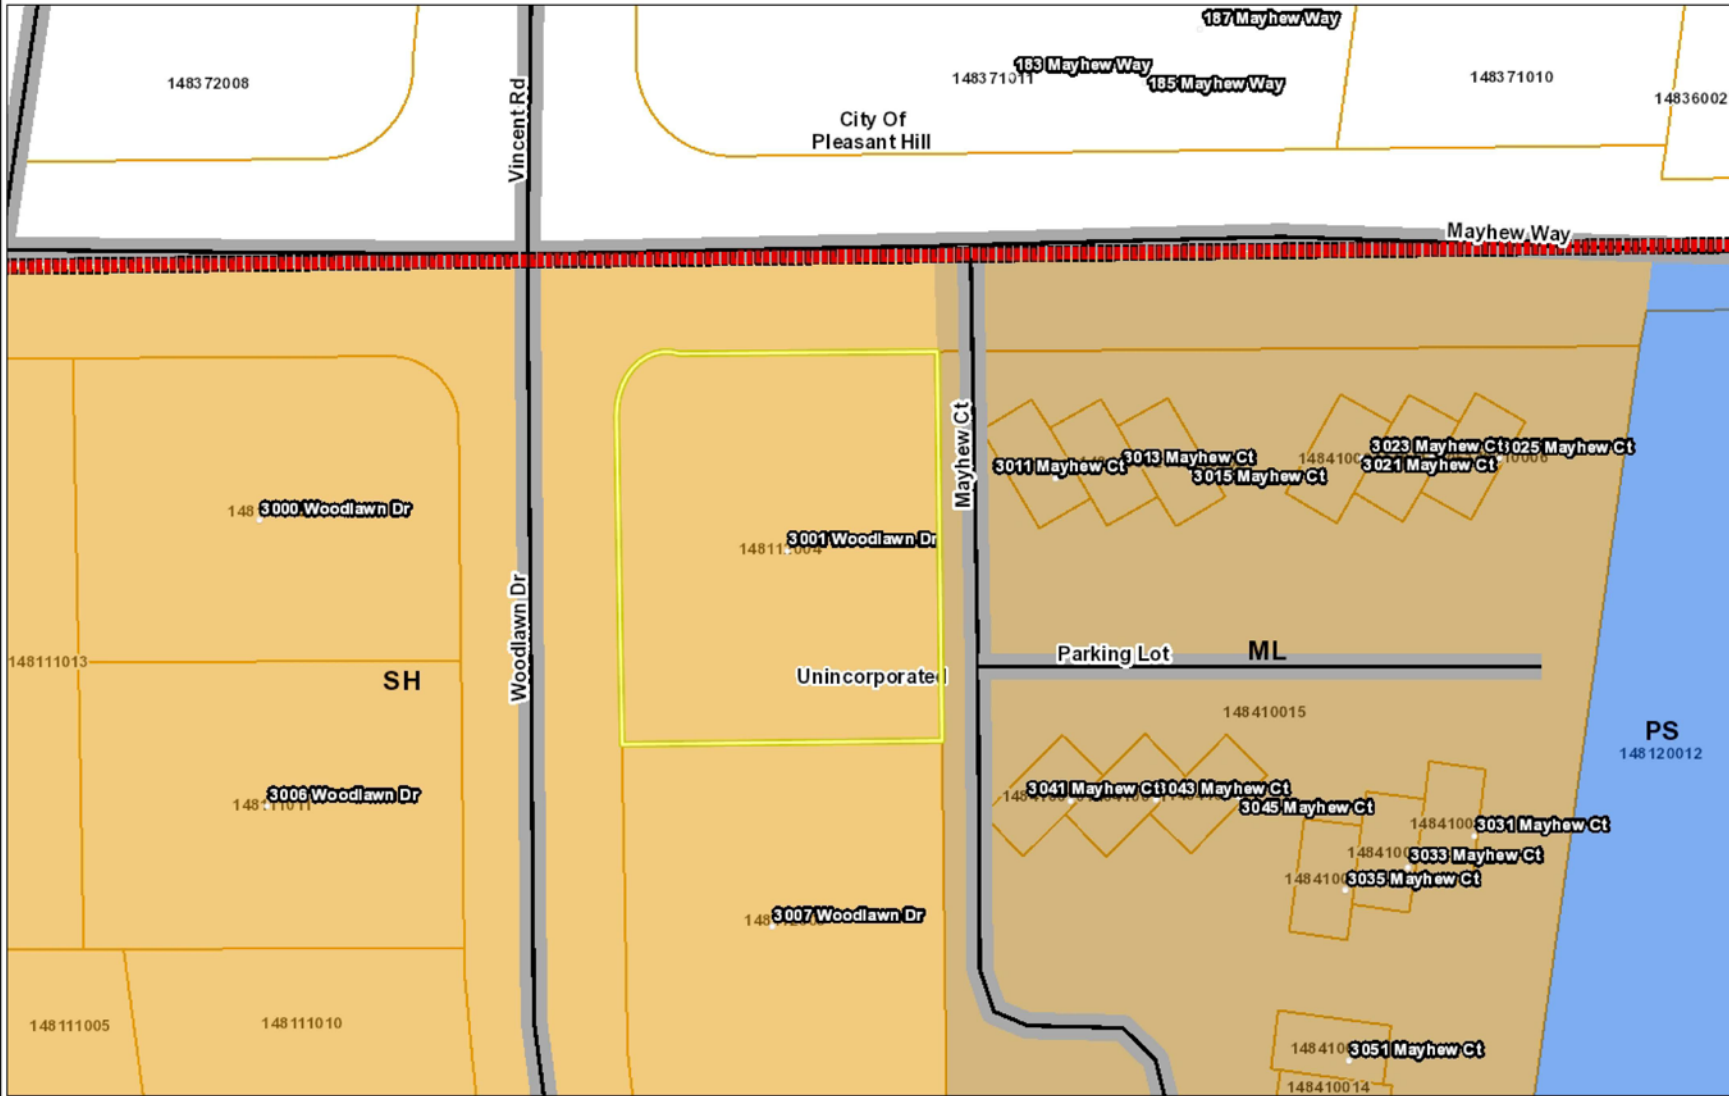 187 Mayhew Way
183 Mayhew Way
148371011
185 Mayhew Way
148372008
148371010
14836002
Vincent Rd
City Of
Pleasant Hill
Mayhew Way
Mayhew Ct
3011 Mayhew Ct
3013 Mayhew Ct
3015 Mayhew Ct
3023 Mayhew Ct
3025 Mayhew Ct
3021 Mayhew Ct
3000 Woodlawn Dr
3001 Woodlawn Dr
Woodlawn Dr
148111013
SH
Unincorporated
Parking Lot
ML
148410015
PS
148120012
3006 Woodlawn Dr
3041 Mayhew Ct
3043 Mayhew Ct
3045 Mayhew Ct
3031 Mayhew Ct
3033 Mayhew Ct
3035 Mayhew Ct
3007 Woodlawn Dr
148111005
148111010
3051 Mayhew Ct
148410014